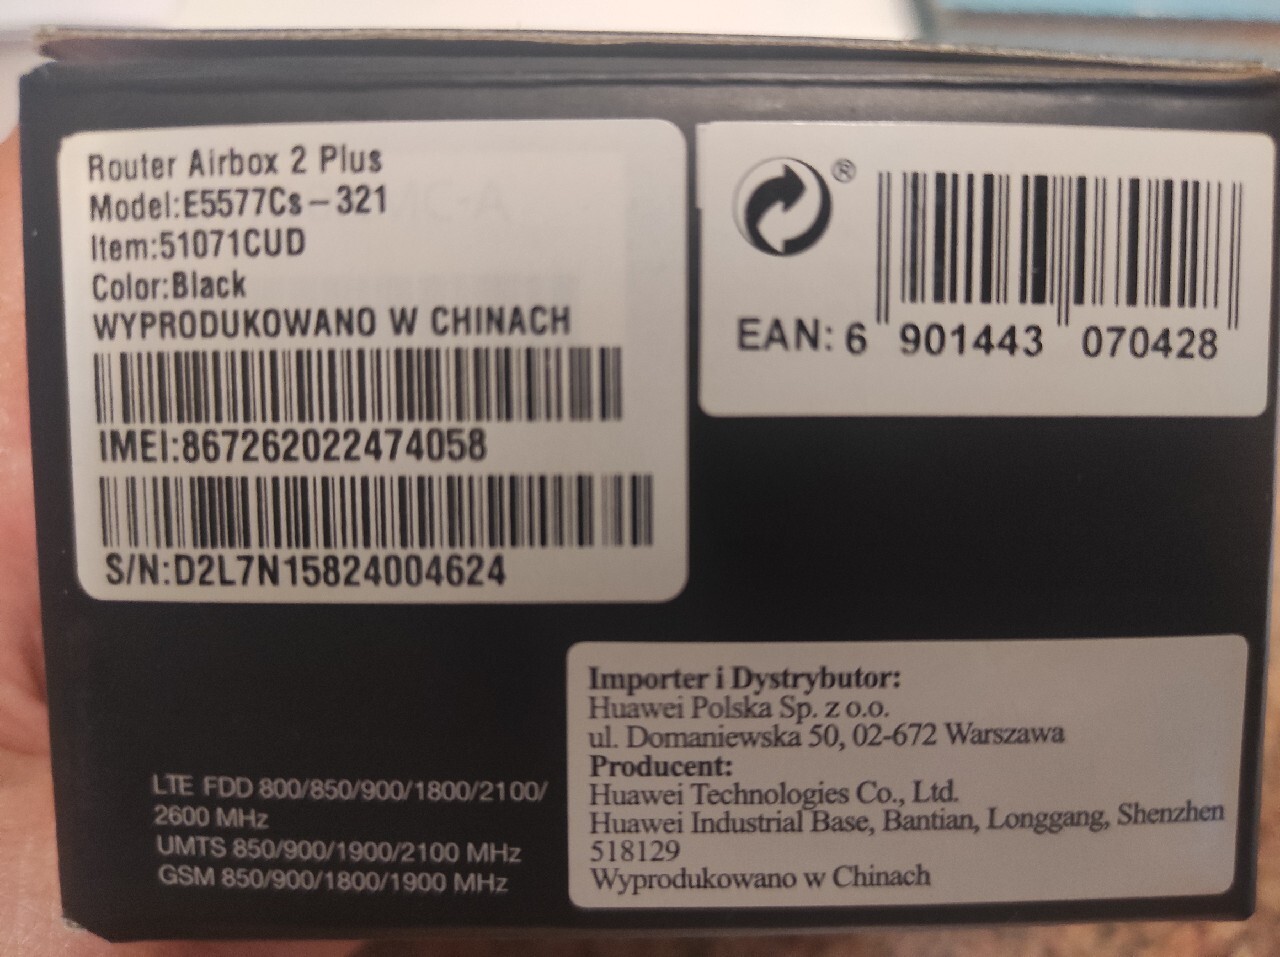 Router Airbox 2 Plus
Model:E5577Cs-321
Item:51071CUD
Color:Black
WYPRODUKOWANO W CHINACH
IMEI:867262022474058
S/N:D2L7N15824004624
®
EAN: 6 901443 070428
LTE FDD 800/850/900/1800/2100/
2600 MHz
UMTS 850/900/1900/2100 MHz
GSM 850/900/1800/1900 MHz
Importer i Dystrybutor:
Huawei Polska Sp. z o.o.
ul. Domaniewska 50, 02-672 Warszawa
Producent:
Huawei Technologies Co., Ltd.
Huawei Industrial Base, Bantian, Longgang, Shenzhen
518129
Wyprodukowano w Chinach